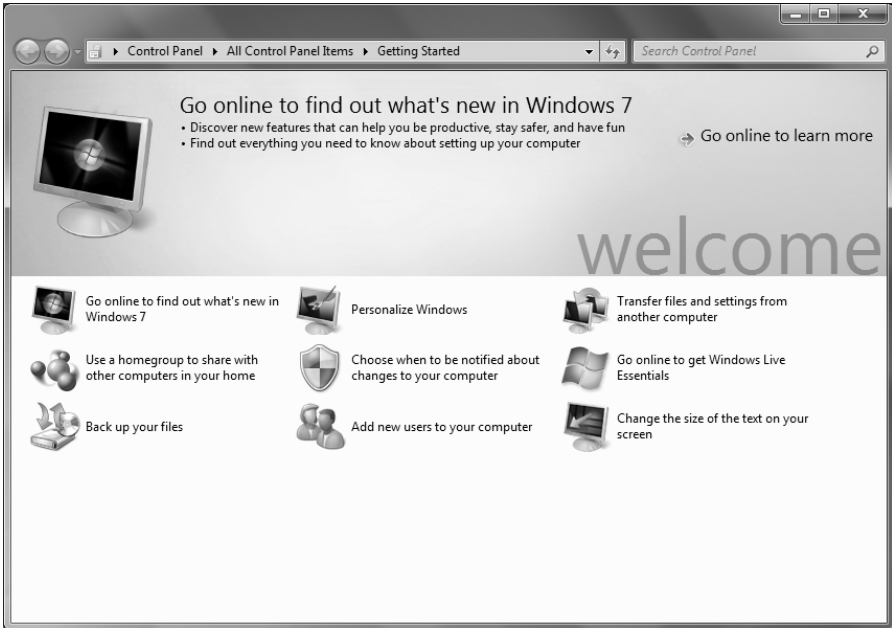 Control Panel ▸ All Control Panel Items ▸ Getting Started
Search Control Panel
Go online to find out what's new in Windows 7
• Discover new features that can help you be productive, stay safer, and have fun
• Find out everything you need to know about setting up your computer
Go online to learn more
welcome
Go online to find out what's new in
Windows 7
Personalize Windows
Transfer files and settings from
another computer
Use a homegroup to share with
other computers in your home
Choose when to be notified about
changes to your computer
Go online to get Windows Live
Essentials
Back up your files
Add new users to your computer
Change the size of the text on your
screen